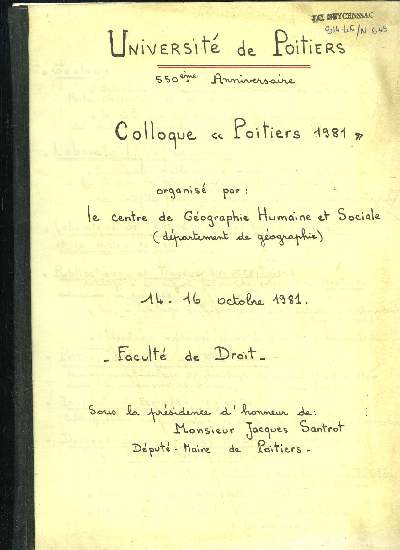 Université de Poitiers
550ème Anniversaire
Colloque « Poitiers 1981 »
organisé par :
le centre de Géographie Humaine et Sociale
(département de géographie)
14 - 16 octobre 1981.
- Faculté de Droit -
Sous la présidence d'honneur de :
Monsieur Jacques Santrot
Député - Maire de Poitiers -